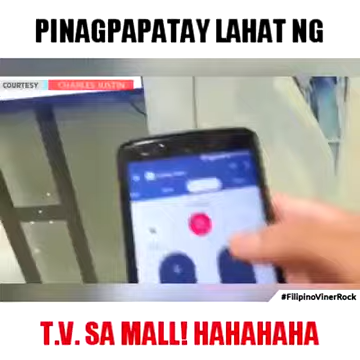 PINAGPAPATAY LAHAT NG
COURTESY CHARLES JUSTIN
#FilipinoVinerRock
T.V. SA MALL! HAHAHAHA